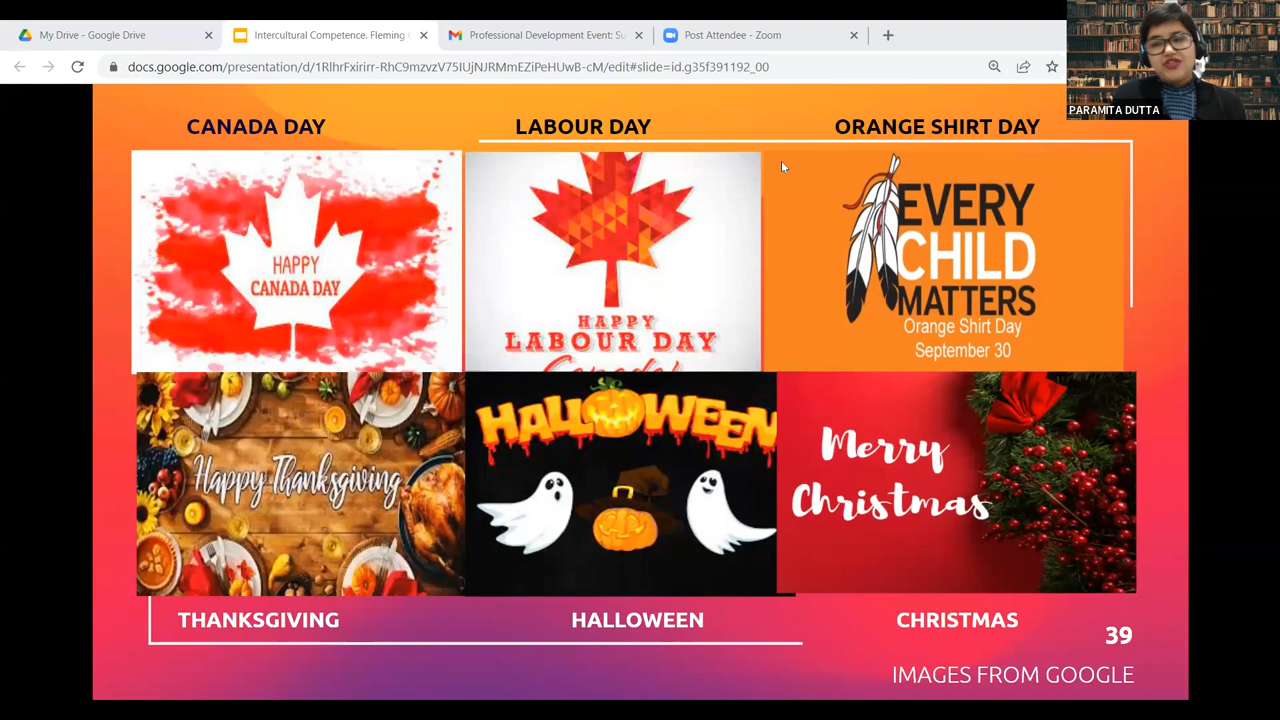 My Drive - Google Drive
Intercultural Competence. Fleming
Professional Development Event: Su
Post Attendee - Zoom
docs.google.com/presentation/d/1RlhrFxirirr-RhC9mzvzV75IUjNJRMmEZiPeHUwB-cM/edit#slide=id.g35f391192_00
PARAMITA DUTTA
CANADA DAY
LABOUR DAY
ORANGE SHIRT DAY
HAPPY
CANADA DAY
HAPPY
LABOUR DAY
Canada
EVERY
CHILD
MATTERS
Orange Shirt Day
September 30
Happy Thanksgiving
HALLOWEEN
Merry
Christmas
THANKSGIVING
HALLOWEEN
CHRISTMAS
39
IMAGES FROM GOOGLE